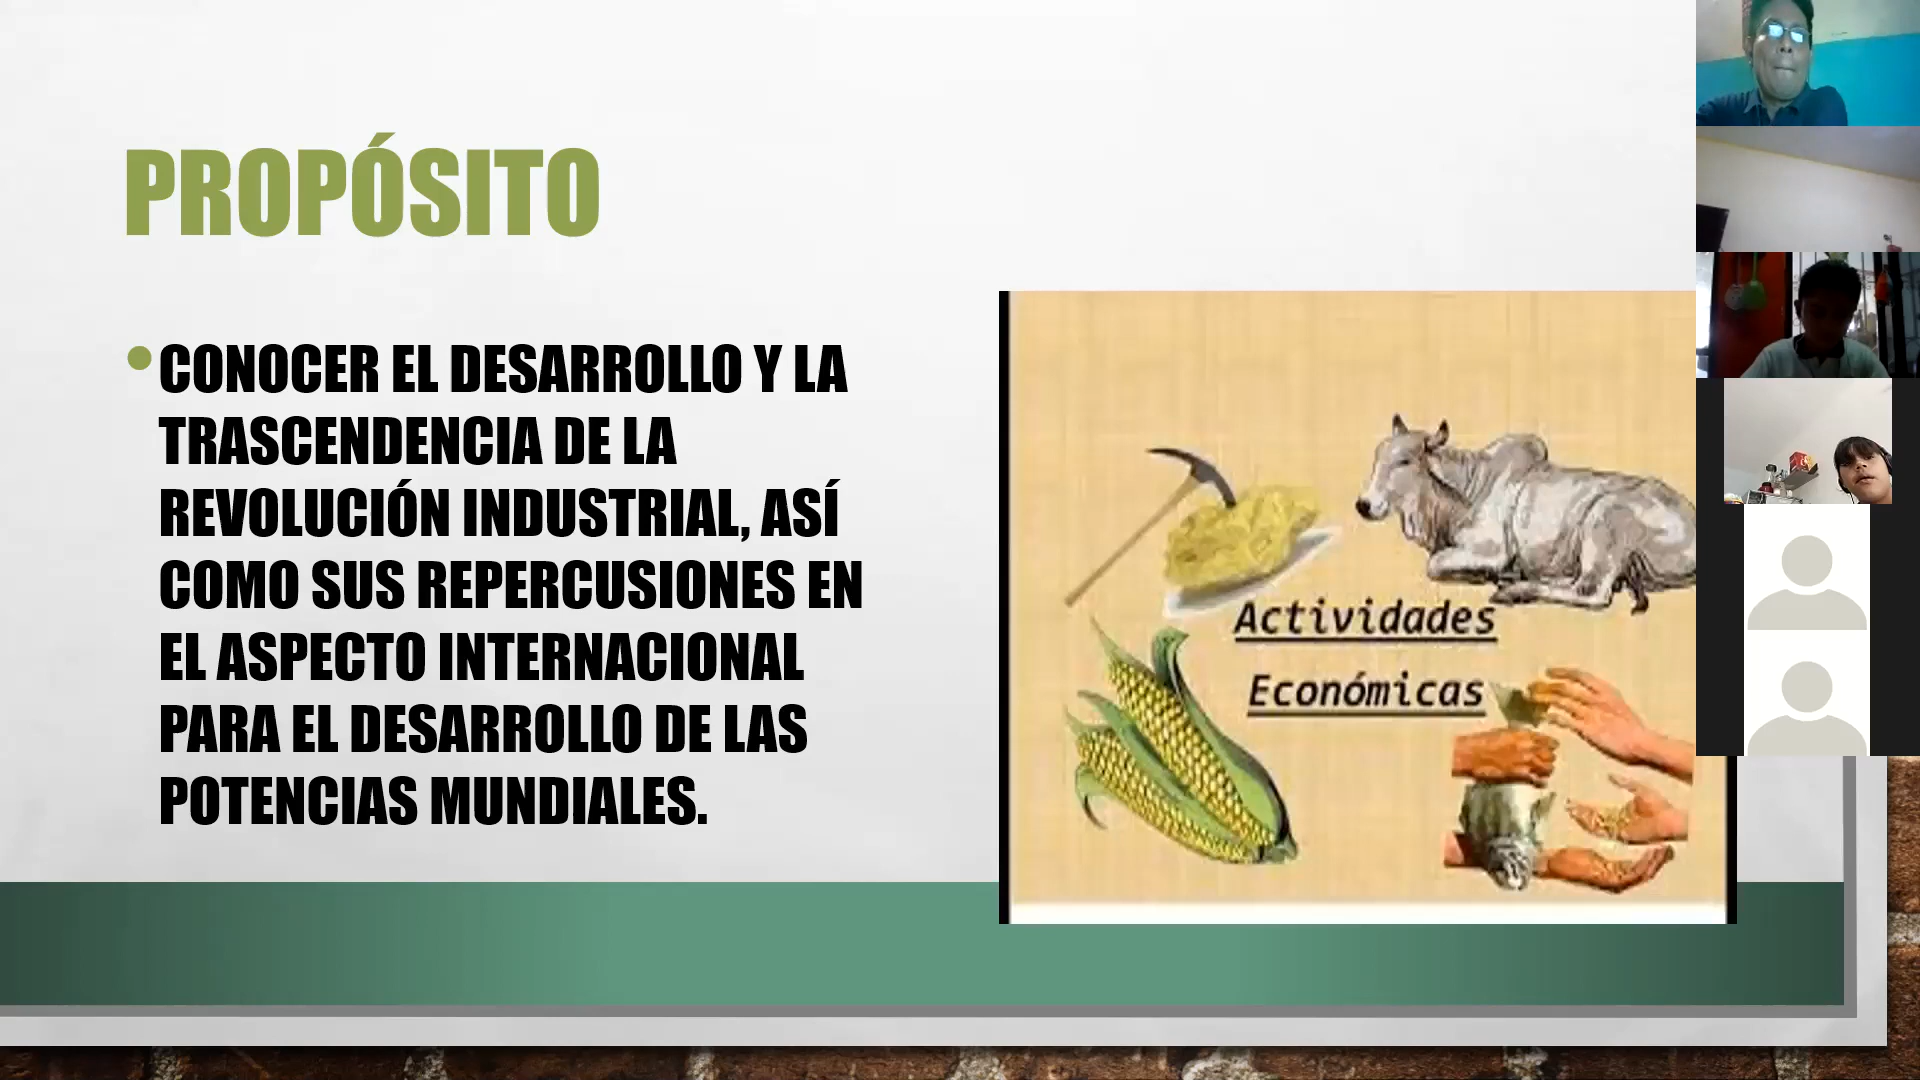 PROPÓSITO
CONOCER EL DESARROLLO Y LA
TRASCENDENCIA DE LA
REVOLUCIÓN INDUSTRIAL, ASÍ
COMO SUS REPERCUSIONES EN
EL ASPECTO INTERNACIONAL
PARA EL DESARROLLO DE LAS
POTENCIAS MUNDIALES.
Actividades
Económicas